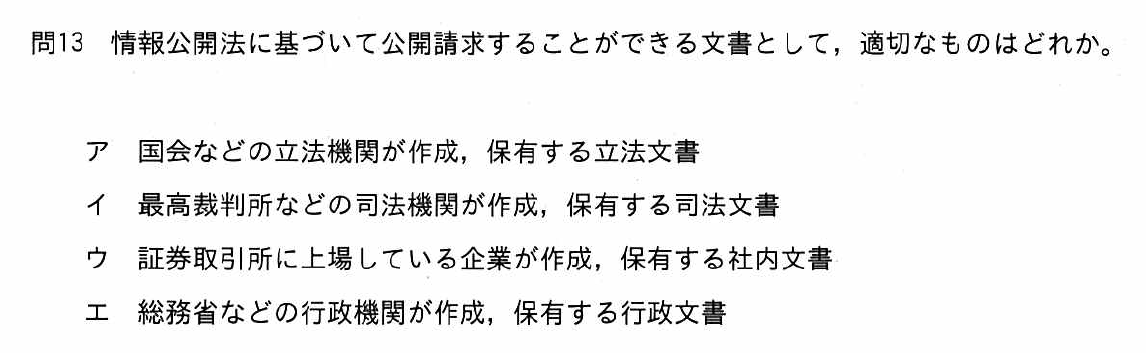 問13 情報公開法に基づいて公開請求することができる文書として，適切なものはどれか。
ア 国会などの立法機関が作成，保有する立法文書
イ 最高裁判所などの司法機関が作成，保有する司法文書
ウ 証券取引所に上場している企業が作成，保有する社内文書
エ 総務省などの行政機関が作成，保有する行政文書